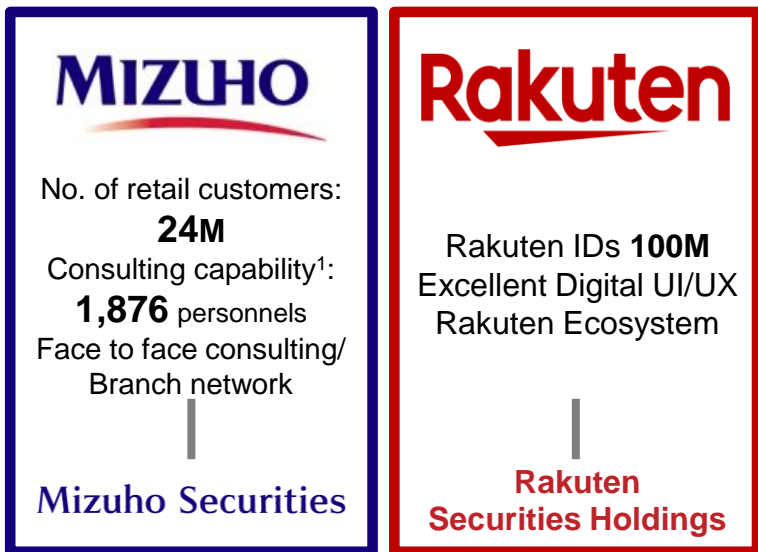 MIZUHO
No. of retail customers:
24M
Consulting capability¹:
1,876 personnels
Face to face consulting/
Branch network
Mizuho Securities
Rakuten
Rakuten IDs 100M
Excellent Digital UI/UX
Rakuten Ecosystem
Rakuten
Securities Holdings